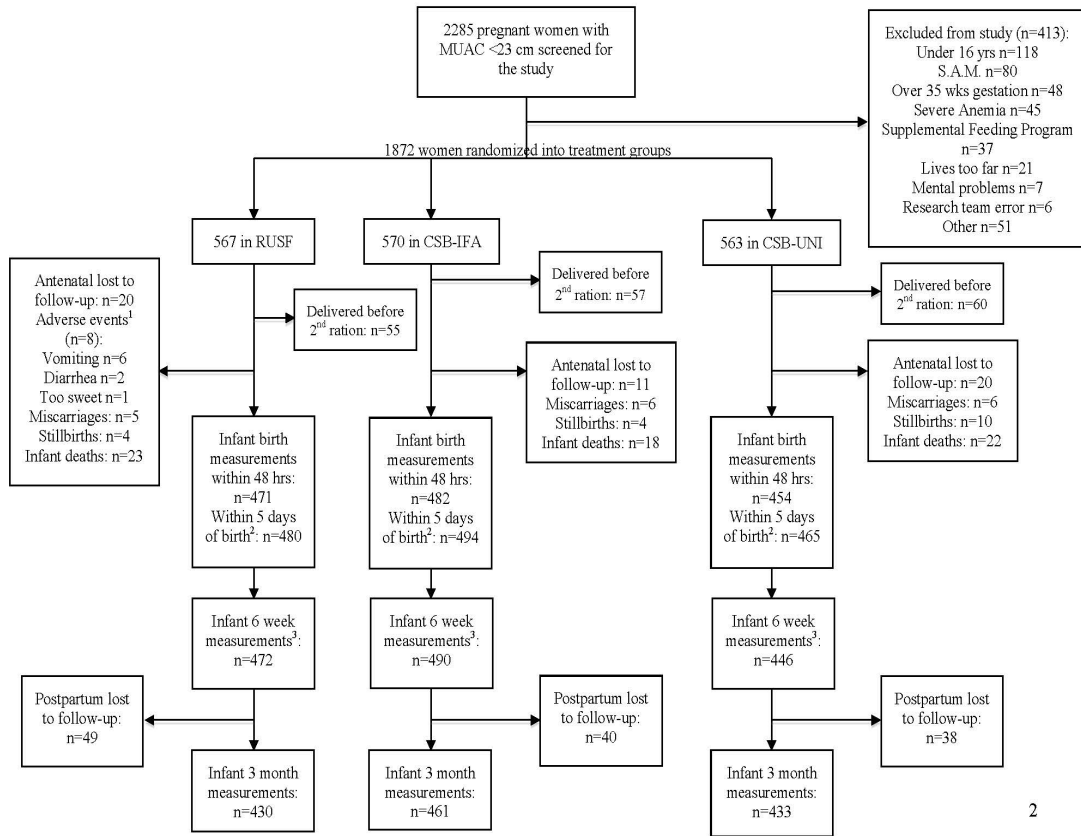 2285 pregnant women with
MUAC <23 cm screened for
the study
Excluded from study (n=413):
Under 16 yrs n=118
S.A.M. n=80
Over 35 wks gestation n=48
Severe Anemia n=45
Supplemental Feeding Program
n=37
Lives too far n=21
Mental problems n=7
Research team error n=6
Other n=51
1872 women randomized into treatment groups
567 in RUSF
570 in CSB-IFA
563 in CSB-UNI
Antenatal lost to
follow-up: n=20
Adverse events¹
(n=8):
Vomiting n=6
Diarrhea n=2
Too sweet n=1
Miscarriages: n=5
Stillbirths: n=4
Infant deaths: n=23
Delivered before
2nd ration: n=55
Delivered before
2nd ration: n=57
Delivered before
2nd ration: n=60
Antenatal lost to
follow-up: n=11
Miscarriages: n=6
Stillbirths: n=4
Infant deaths: n=18
Antenatal lost to
follow-up: n=20
Miscarriages: n=6
Stillbirths: n=10
Infant deaths: n=22
Infant birth
measurements
within 48 hrs:
n=471
Within 5 days
of birth²: n=480
Infant birth
measurements
within 48 hrs:
n=482
Within 5 days
of birth²: n=494
Infant birth
measurements
within 48 hrs:
n=454
Within 5 days
of birth²: n=465
Infant 6 week
measurements³:
n=472
Infant 6 week
measurements³:
n=490
Infant 6 week
measurements³:
n=446
Postpartum lost
to follow-up:
n=49
Postpartum lost
to follow-up:
n=40
Postpartum lost
to follow-up:
n=38
Infant 3 month
measurements:
n=430
Infant 3 month
measurements:
n=461
Infant 3 month
measurements:
n=433
2